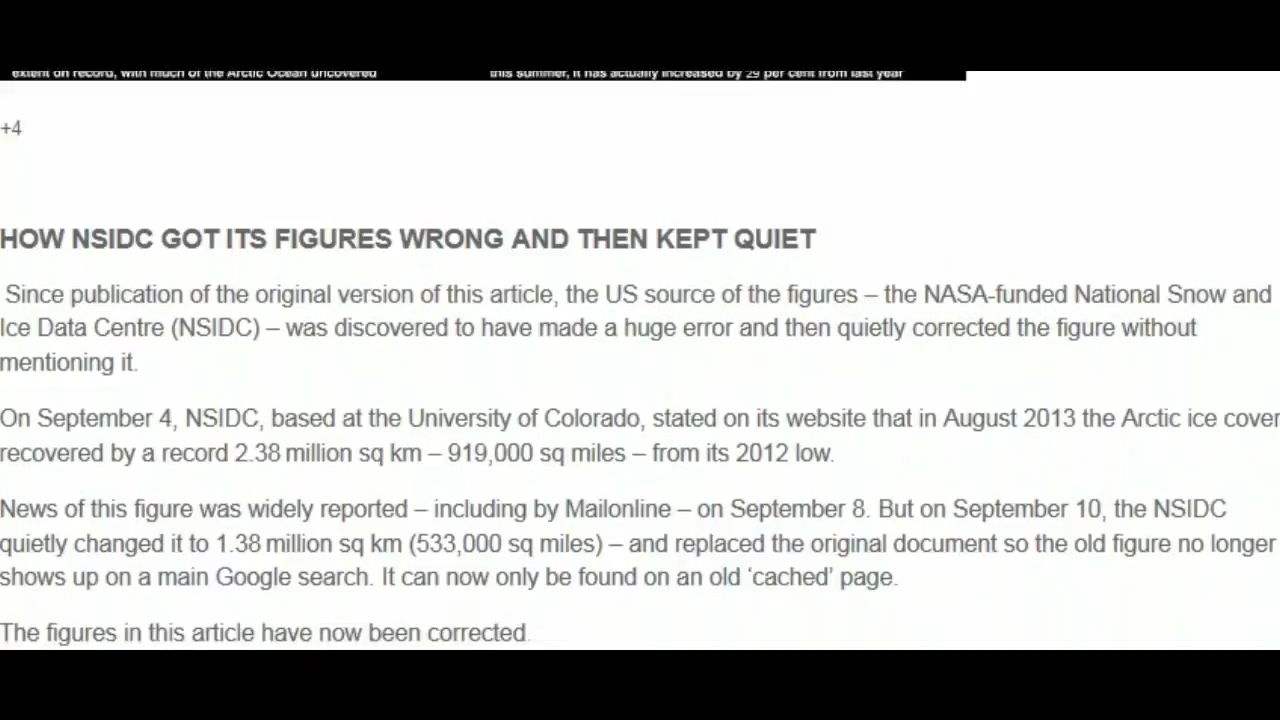 extent on record, with much of the Arctic Ocean uncovered
this summer, it has actually increased by 29 per cent from last year
+4
HOW NSIDC GOT ITS FIGURES WRONG AND THEN KEPT QUIET
Since publication of the original version of this article, the US source of the figures – the NASA-funded National Snow and
Ice Data Centre (NSIDC) – was discovered to have made a huge error and then quietly corrected the figure without
mentioning it.
On September 4, NSIDC, based at the University of Colorado, stated on its website that in August 2013 the Arctic ice cover
recovered by a record 2.38 million sq km – 919,000 sq miles – from its 2012 low.
News of this figure was widely reported – including by Mailonline – on September 8. But on September 10, the NSIDC
quietly changed it to 1.38 million sq km (533,000 sq miles) – and replaced the original document so the old figure no longer
shows up on a main Google search. It can now only be found on an old ‘cached’ page.
The figures in this article have now been corrected.